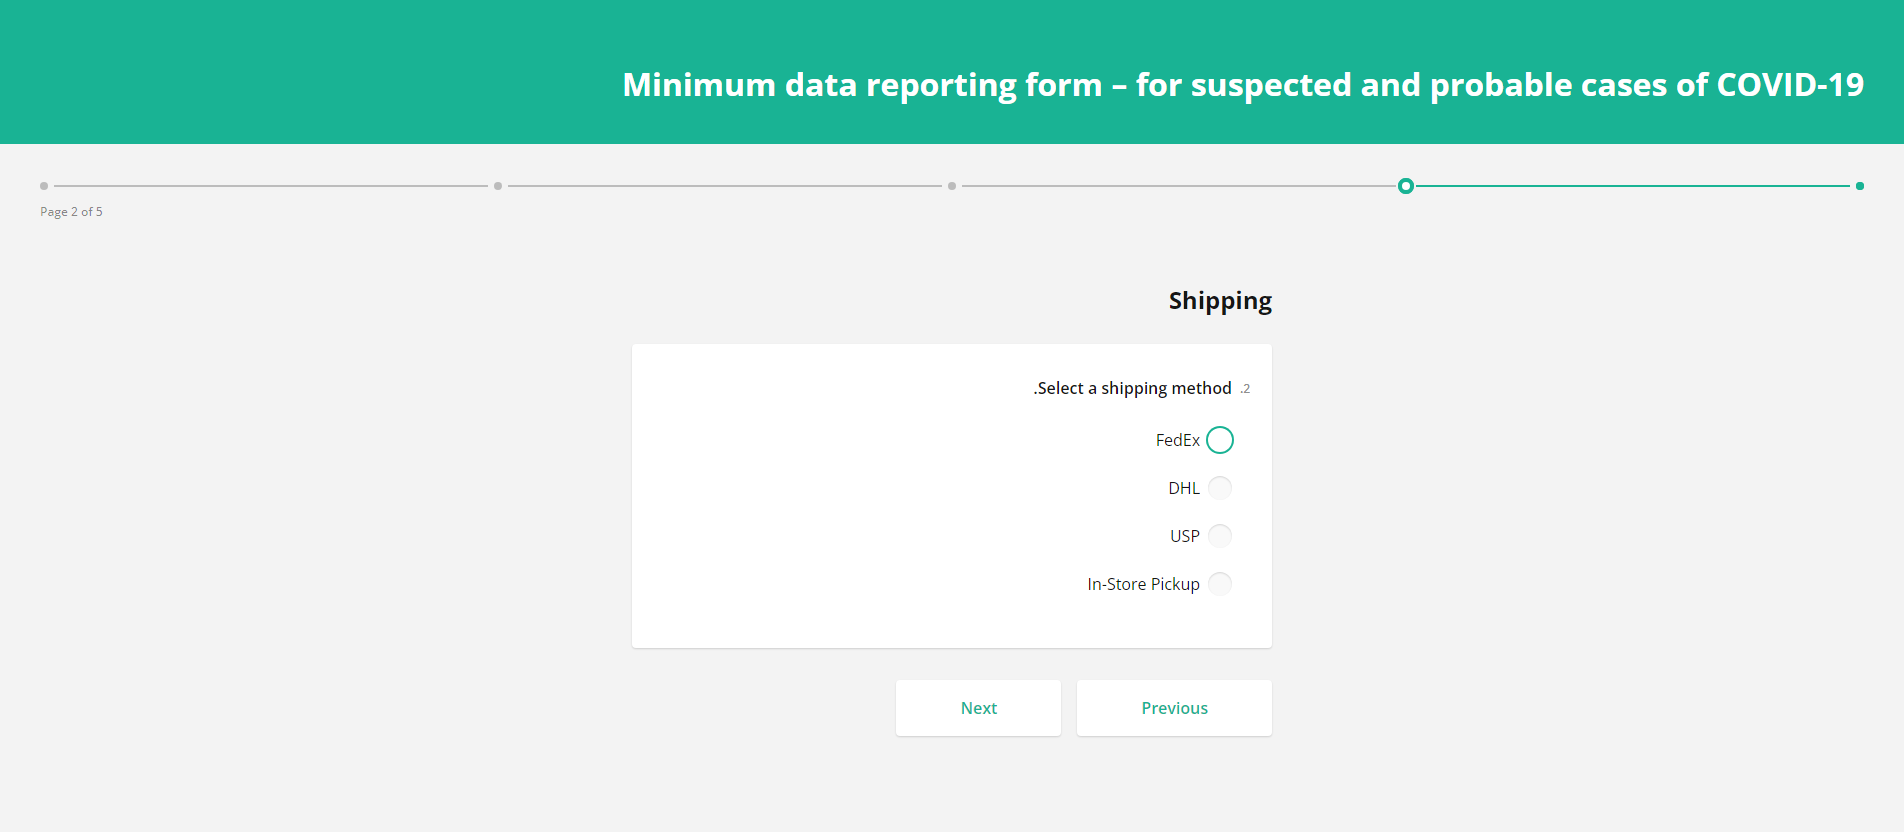 Minimum data reporting form – for suspected and probable cases of COVID-19
Page 2 of 5
Shipping
.2 .Select a shipping method
FedEx
DHL
USP
In-Store Pickup
Previous
Next